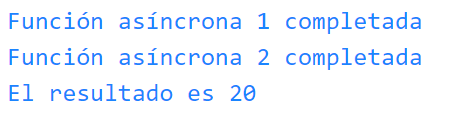 Función asíncrona 1 completada
Función asíncrona 2 completada
El resultado es 20